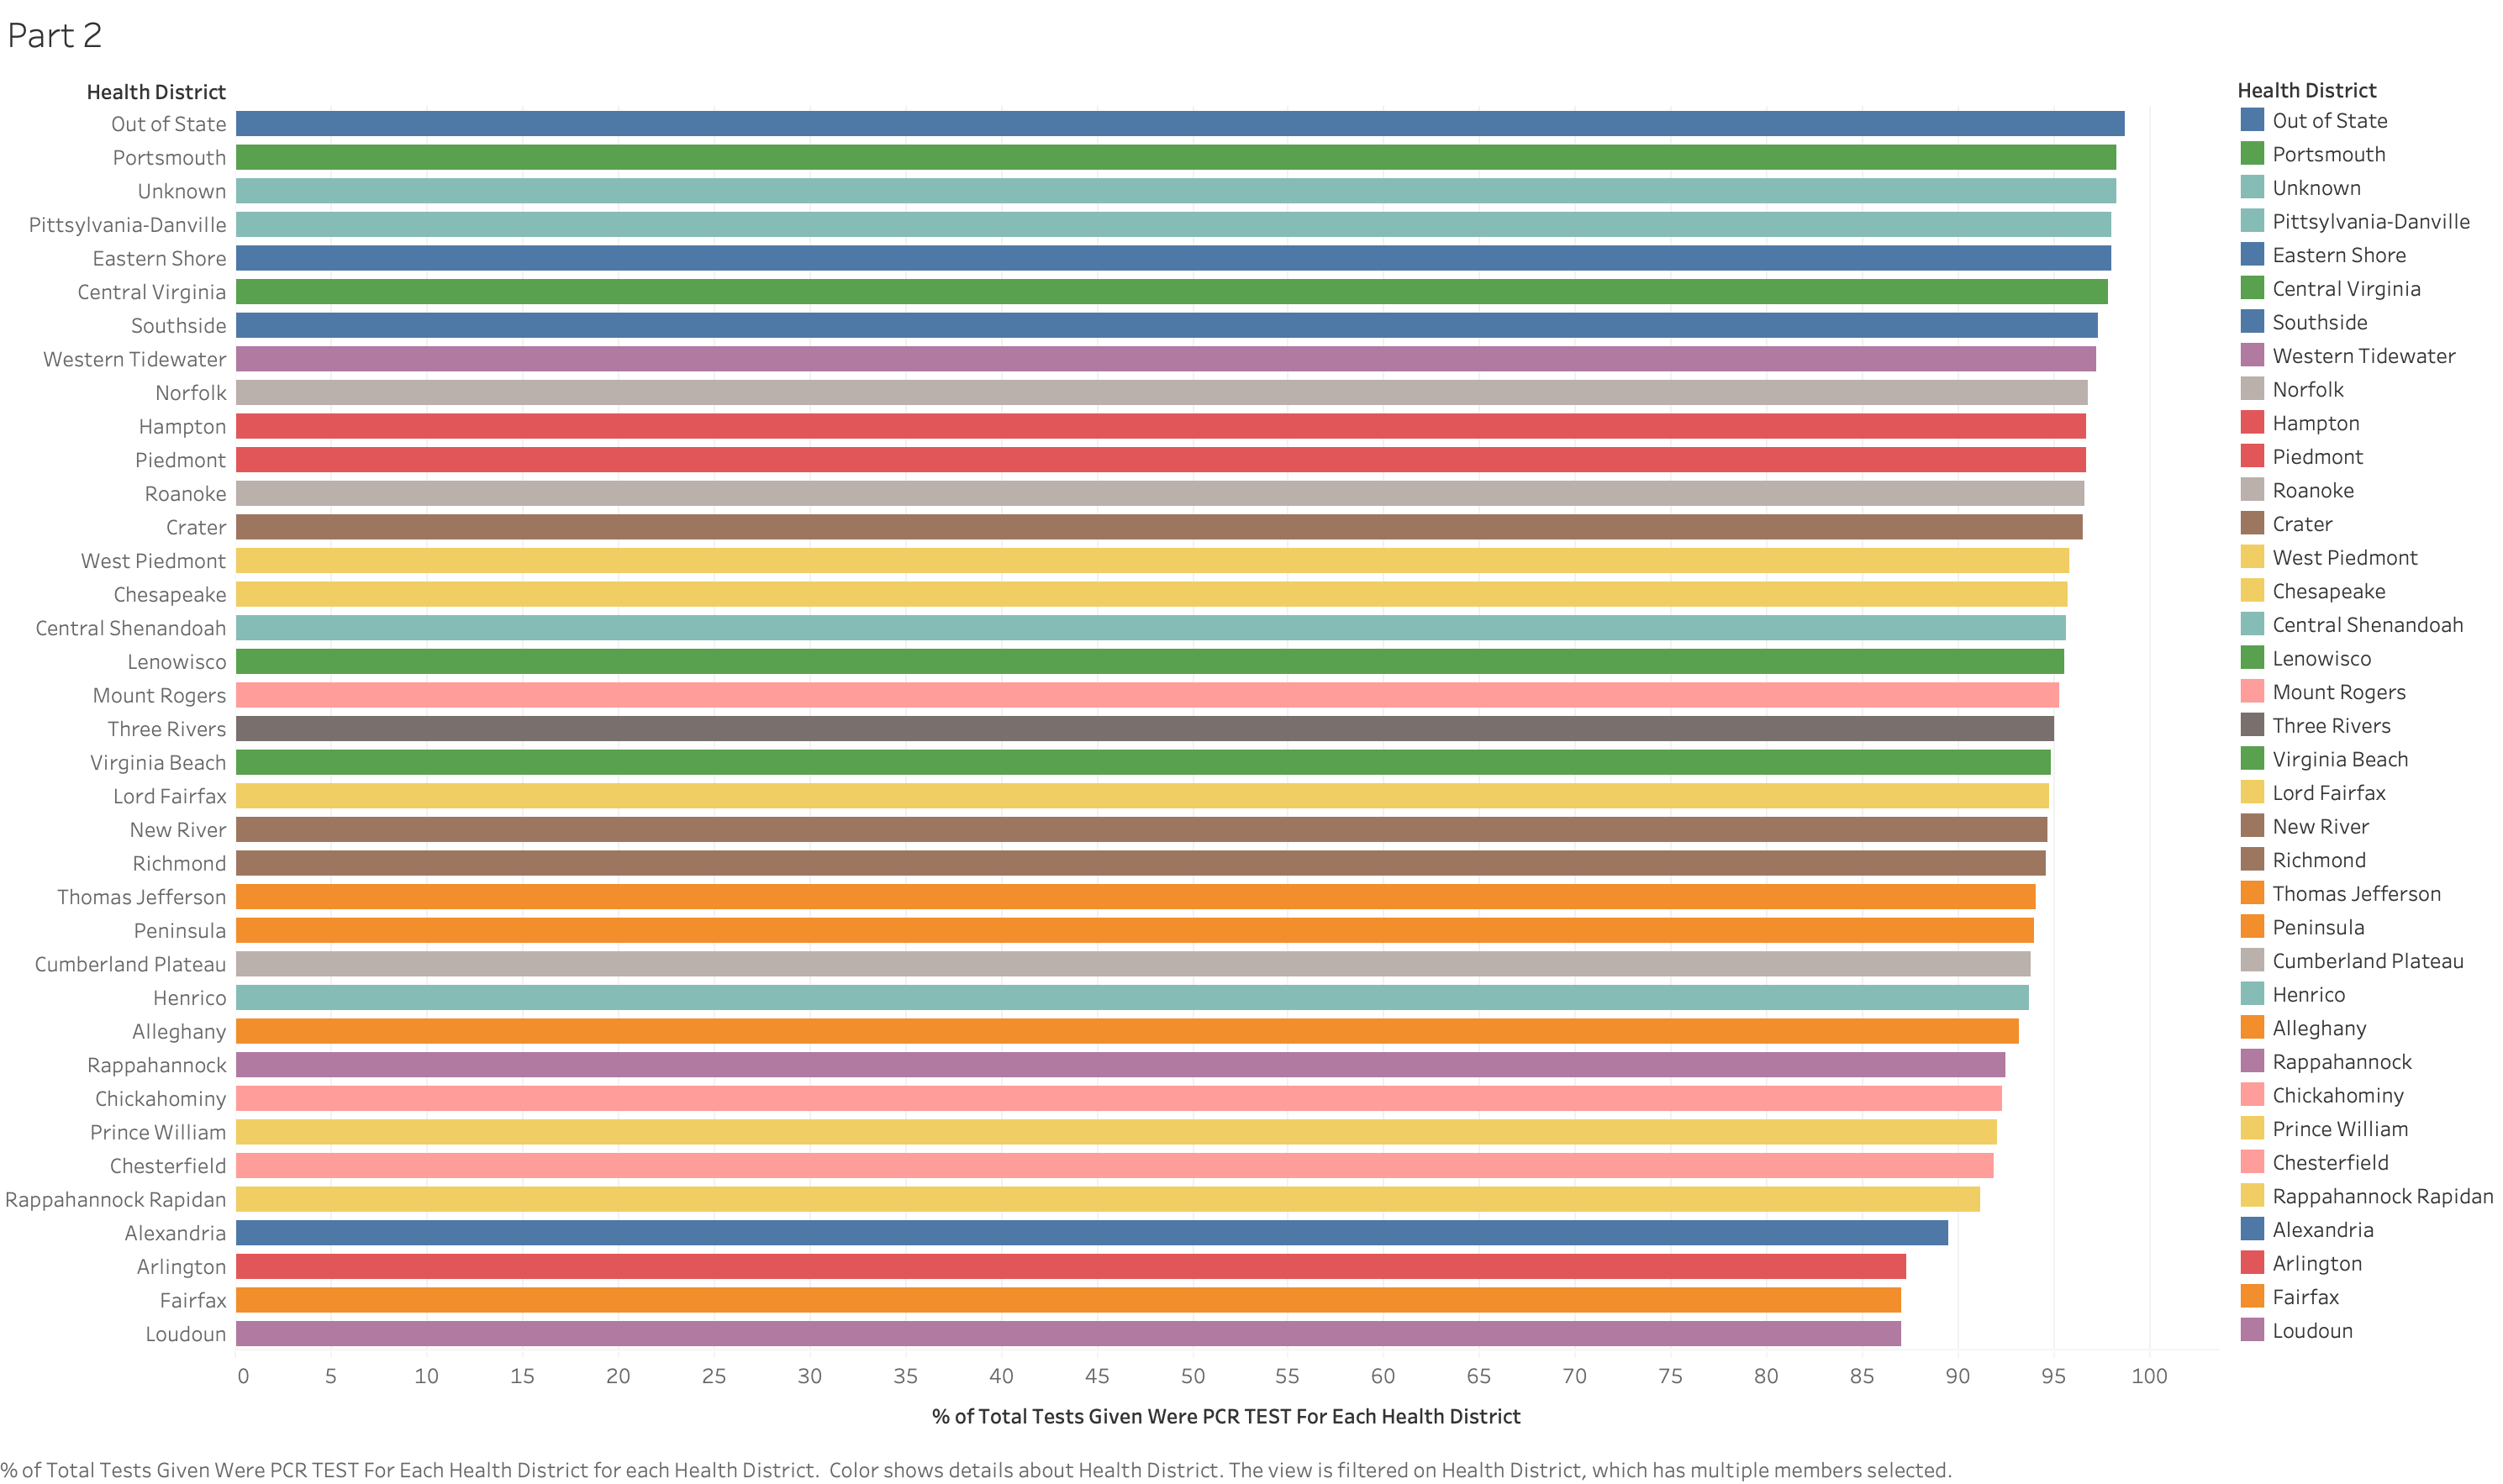 Part 2
Health District
Out of State
Portsmouth
Unknown
Pittsylvania-Danville
Eastern Shore
Central Virginia
Southside
Western Tidewater
Norfolk
Hampton
Piedmont
Roanoke
Crater
West Piedmont
Chesapeake
Central Shenandoah
Lenowisco
Mount Rogers
Three Rivers
Virginia Beach
Lord Fairfax
New River
Richmond
Thomas Jefferson
Peninsula
Cumberland Plateau
Henrico
Alleghany
Rappahannock
Chickahominy
Prince William
Chesterfield
Rappahannock Rapidan
Alexandria
Arlington
Fairfax
Loudoun
0 5 10 15 20 25 30 35 40 45 50 55 60 65 70 75 80 85 90 95 100
% of Total Tests Given Were PCR TEST For Each Health District
Health District
Out of State
Portsmouth
Unknown
Pittsylvania-Danville
Eastern Shore
Central Virginia
Southside
Western Tidewater
Norfolk
Hampton
Piedmont
Roanoke
Crater
West Piedmont
Chesapeake
Central Shenandoah
Lenowisco
Mount Rogers
Three Rivers
Virginia Beach
Lord Fairfax
New River
Richmond
Thomas Jefferson
Peninsula
Cumberland Plateau
Henrico
Alleghany
Rappahannock
Chickahominy
Prince William
Chesterfield
Rappahannock Rapidan
Alexandria
Arlington
Fairfax
Loudoun
% of Total Tests Given Were PCR TEST For Each Health District for each Health District.  Color shows details about Health District. The view is filtered on Health District, which has multiple members selected.